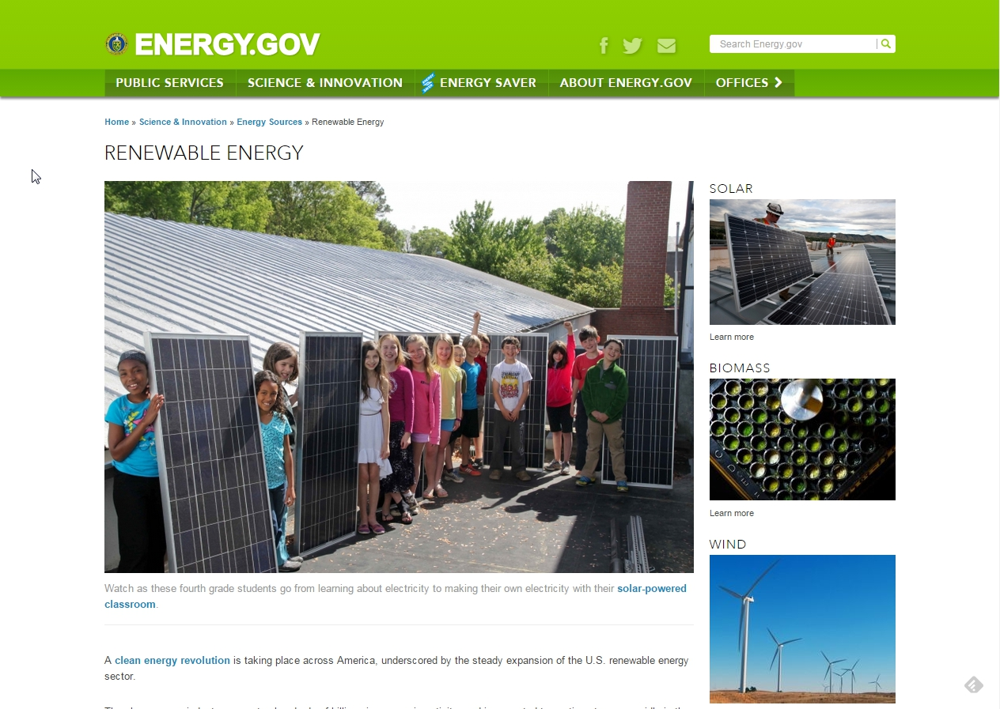 ENERGY.GOV
Search Energy.gov
PUBLIC SERVICES
SCIENCE & INNOVATION
ENERGY SAVER
ABOUT ENERGY.GOV
OFFICES
Home » Science & Innovation » Energy Sources » Renewable Energy
RENEWABLE ENERGY
Watch as these fourth grade students go from learning about electricity to making their own electricity with their solar-powered
classroom.
A clean energy revolution is taking place across America, underscored by the steady expansion of the U.S. renewable energy
sector.
SOLAR
Learn more
BIOMASS
Learn more
WIND